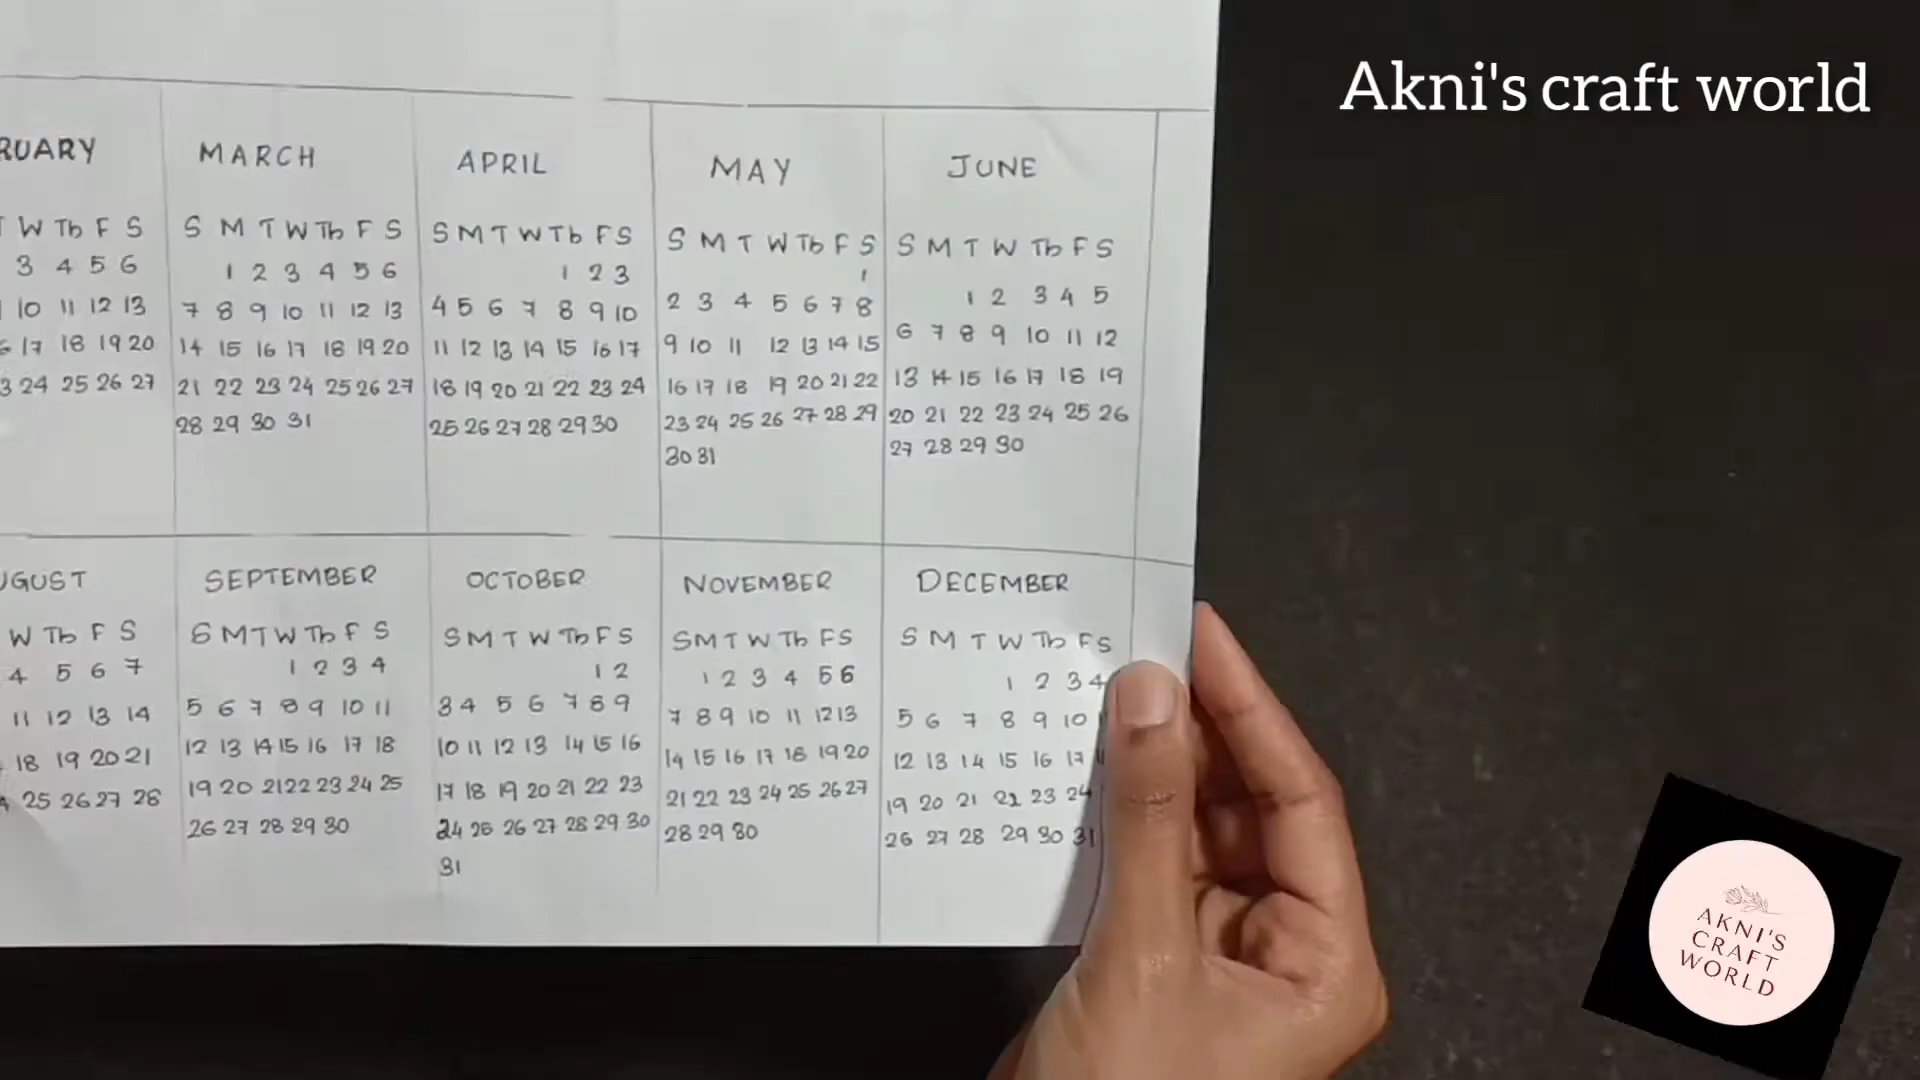 Akni's craft world
RUARY
W Th F S
3 4 5 6
10 11 12 13
17 18 19 20
24 25 26 27
MARCH
S M T W Th F S
1 2 3 4 5 6
7 8 9 10 11 12 13
14 15 16 17 18 19 20
21 22 23 24 25 26 27
28 29 30 31
APRIL
S M T W Th F S
1 2 3
4 5 6 7 8 9 10
11 12 13 14 15 16 17
18 19 20 21 22 23 24
25 26 27 28 29 30
MAY
S M T W Th F S
1
2 3 4 5 6 7 8
9 10 11 12 13 14 15
16 17 18 19 20 21 22
23 24 25 26 27 28 29
30 31
JUNE
S M T W Th F S
1 2 3 4 5
6 7 8 9 10 11 12
13 14 15 16 17 18 19
20 21 22 23 24 25 26
27 28 29 30
UGUST
W Th F S
4 5 6 7
11 12 13 14
18 19 20 21
25 26 27 28
SEPTEMBER
S M T W Th F S
1 2 3 4
5 6 7 8 9 10 11
12 13 14 15 16 17 18
19 20 21 22 23 24 25
26 27 28 29 30
OCTOBER
S M T W Th F S
1 2
3 4 5 6 7 8 9
10 11 12 13 14 15 16
17 18 19 20 21 22 23
24 25 26 27 28 29 30
31
NOVEMBER
S M T W Th F S
1 2 3 4 5 6
7 8 9 10 11 12 13
14 15 16 17 18 19 20
21 22 23 24 25 26 27
28 29 30
DECEMBER
S M T W Th F S
1 2 3 4
5 6 7 8 9 10
12 13 14 15 16 17
19 20 21 22 23 24
26 27 28 29 30 31
AKNI'S
CRAFT
WORLD